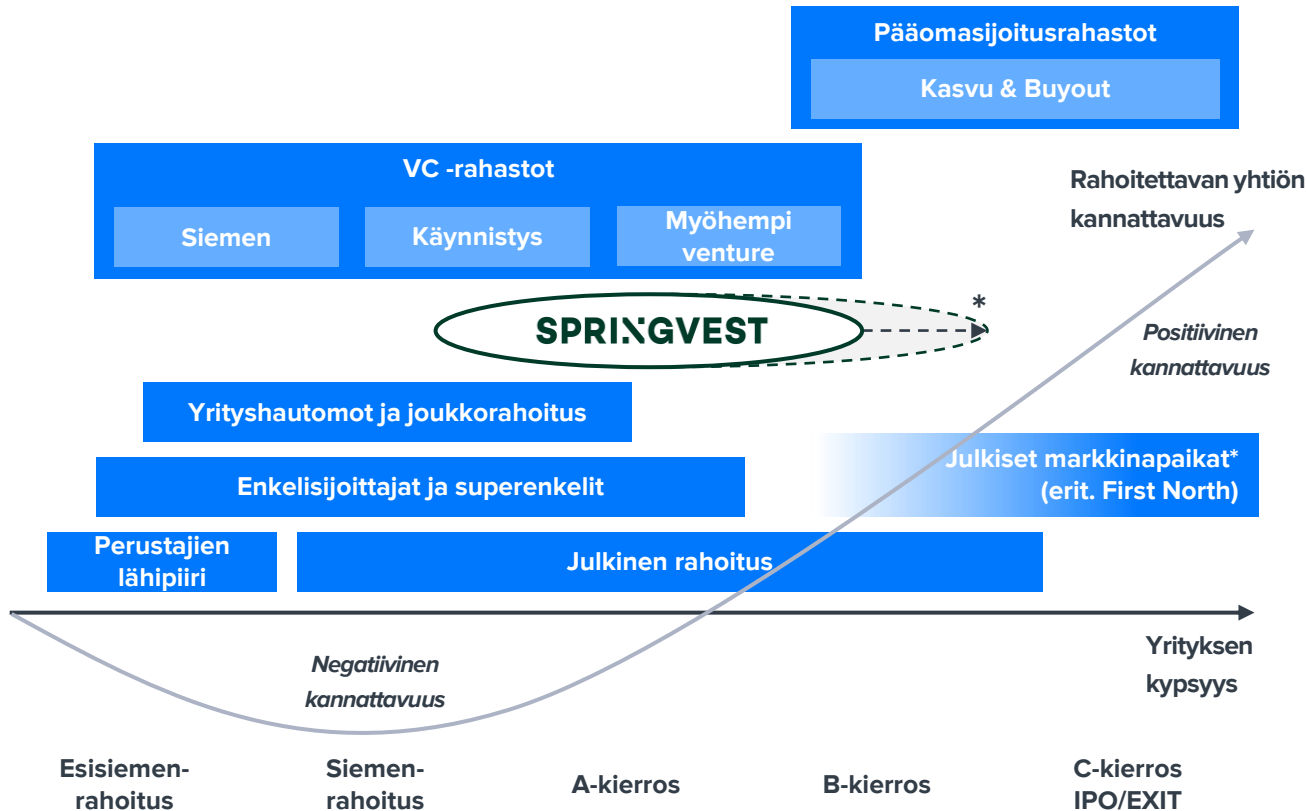 Pääomasijoitusrahastot
Kasvu & Buyout
VC -rahastot
Siemen
Käynnistys
Myöhempi
venture
Rahoitettavan yhtiön
kannattavuus
*
SPRINGVEST
Positiivinen
kannattavuus
Yrityshautomot ja joukkorahoitus
Julkiset markkinapaikat*
(erit. First North)
Enkelisijoittajat ja superenkelit
Perustajien
lähipiiri
Julkinen rahoitus
Yrityksen
kypsyys
Negatiivinen
kannattavuus
Esisiemen-
rahoitus
Siemen-
rahoitus
A-kierros
B-kierros
C-kierros
IPO/EXIT